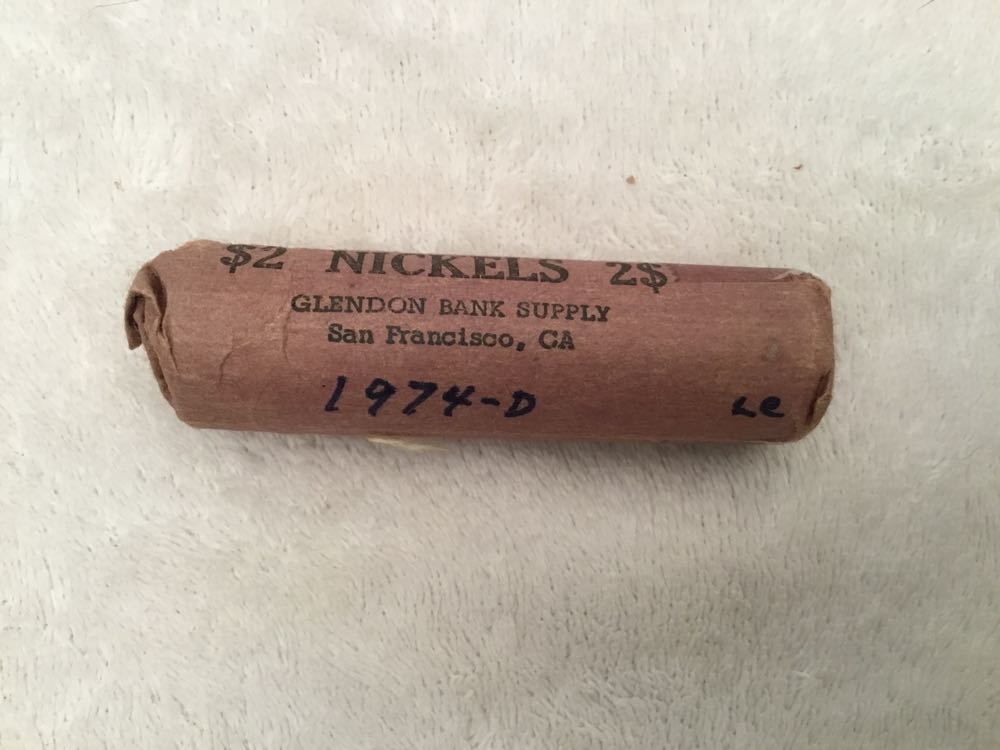 $2 NICKELS 2$
GLENDON BANK SUPPLY
San Francisco, CA
1974-D Le